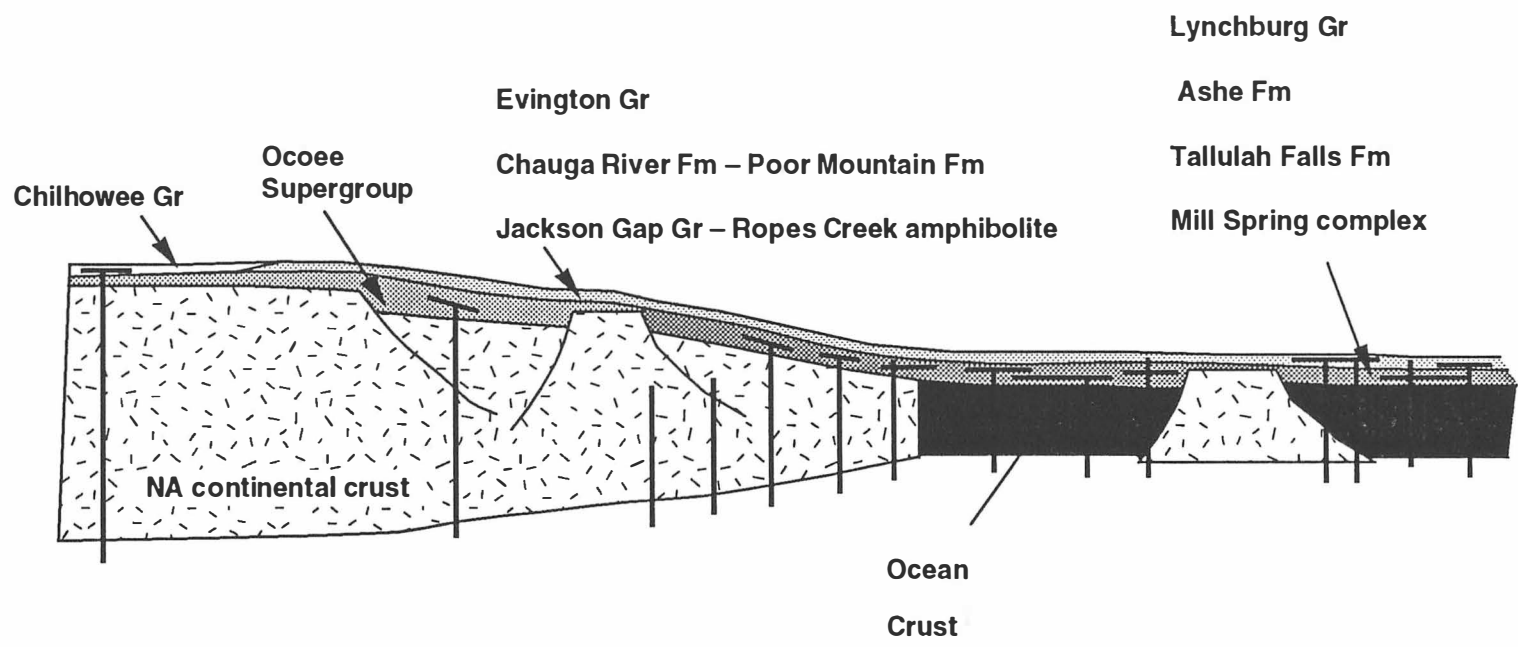 Lynchburg Gr
Ashe Fm
Tallulah Falls Fm
Mill Spring complex
Evington Gr
Chauga River Fm – Poor Mountain Fm
Jackson Gap Gr – Ropes Creek amphibolite
Ocoee
Supergroup
Chilhowee Gr
NA continental crust
Ocean
Crust